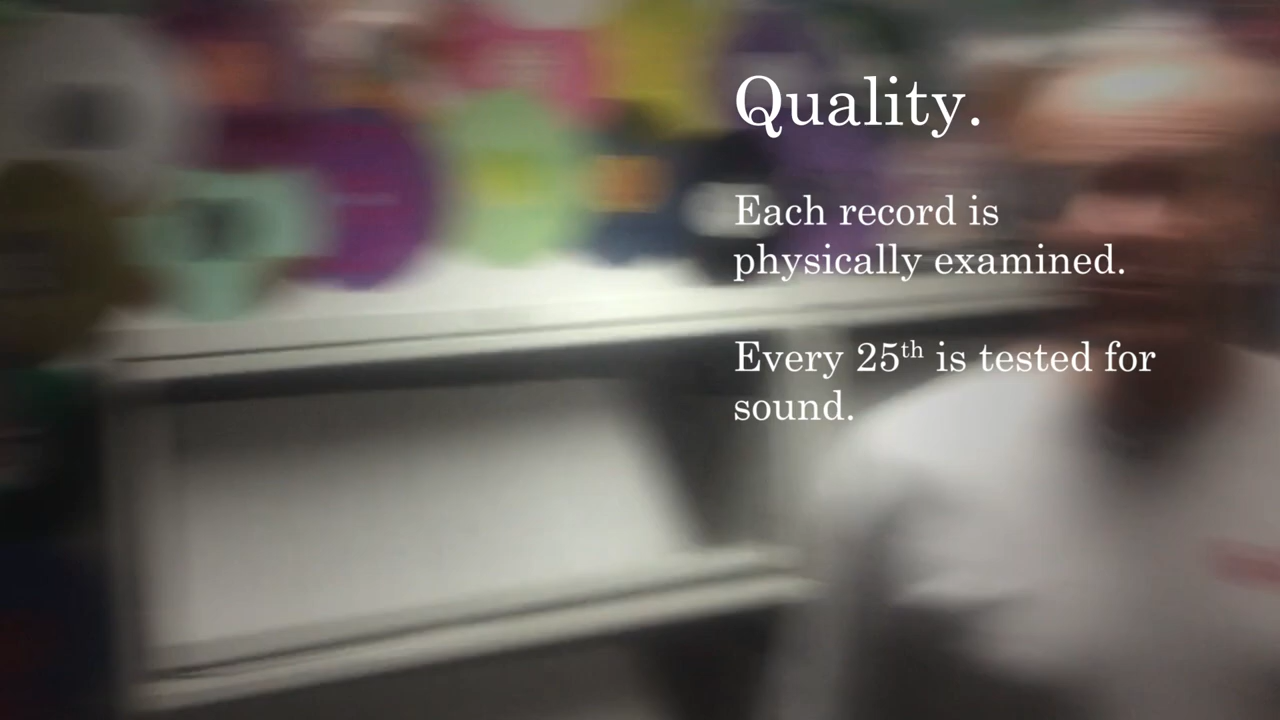 Quality.
Each record is
physically examined.
Every 25th is tested for
sound.